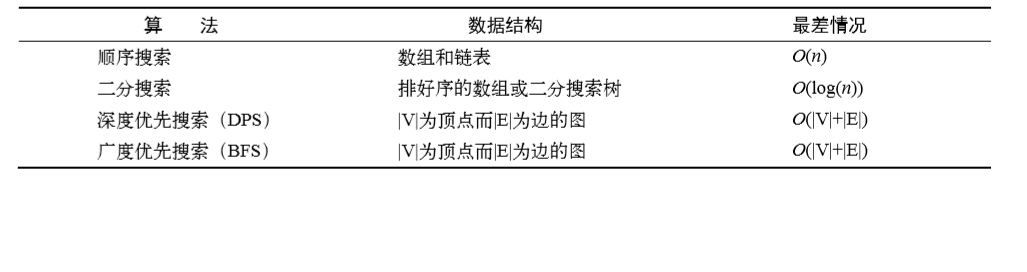 算 法 数据结构 最差情况
顺序搜索 数组和链表 O(n)
二分搜索 排好序的数组或二分搜索树 O(log(n))
深度优先搜索（DPS） |V|为顶点而|E|为边的图 O(|V|+|E|)
广度优先搜索（BFS） |V|为顶点而|E|为边的图 O(|V|+|E|)